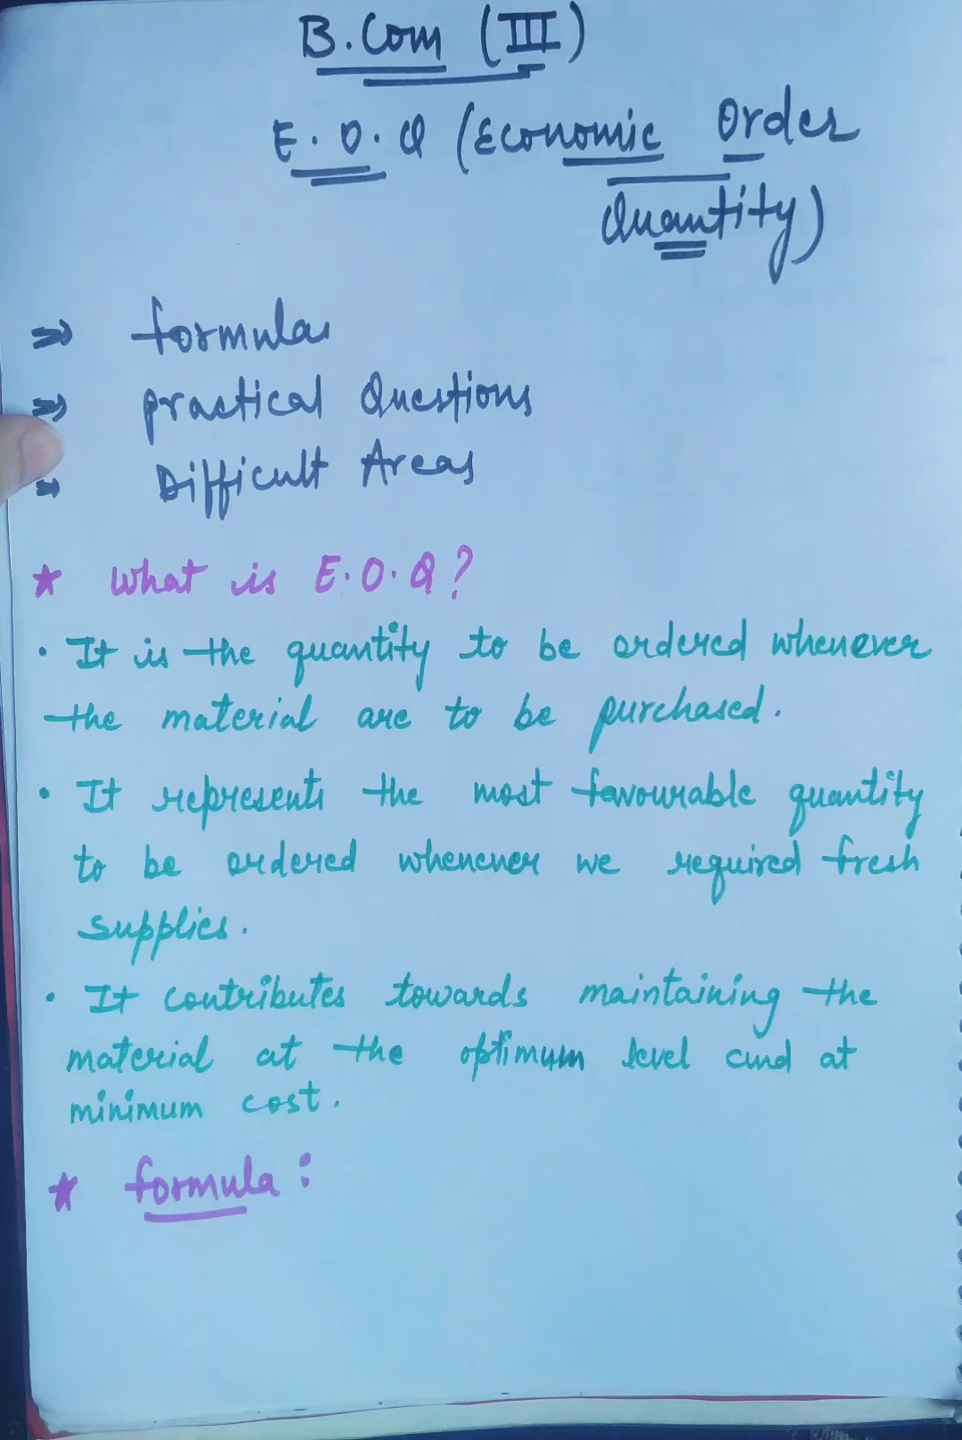 B.Com (III)
E.O.Q (Economic Order
Quantity)
⇒ formulas
⇒ practical Questions
⇒ Difficult Areas
★ What is E.O.Q?
• It is the quantity to be ordered whenever
the material are to be purchased.
• It represents the most favourable quantity
to be ordered whenever we required fresh
supplies.
• It contributes towards maintaining the
material at the optimum level and at
minimum cost.
★ formula: